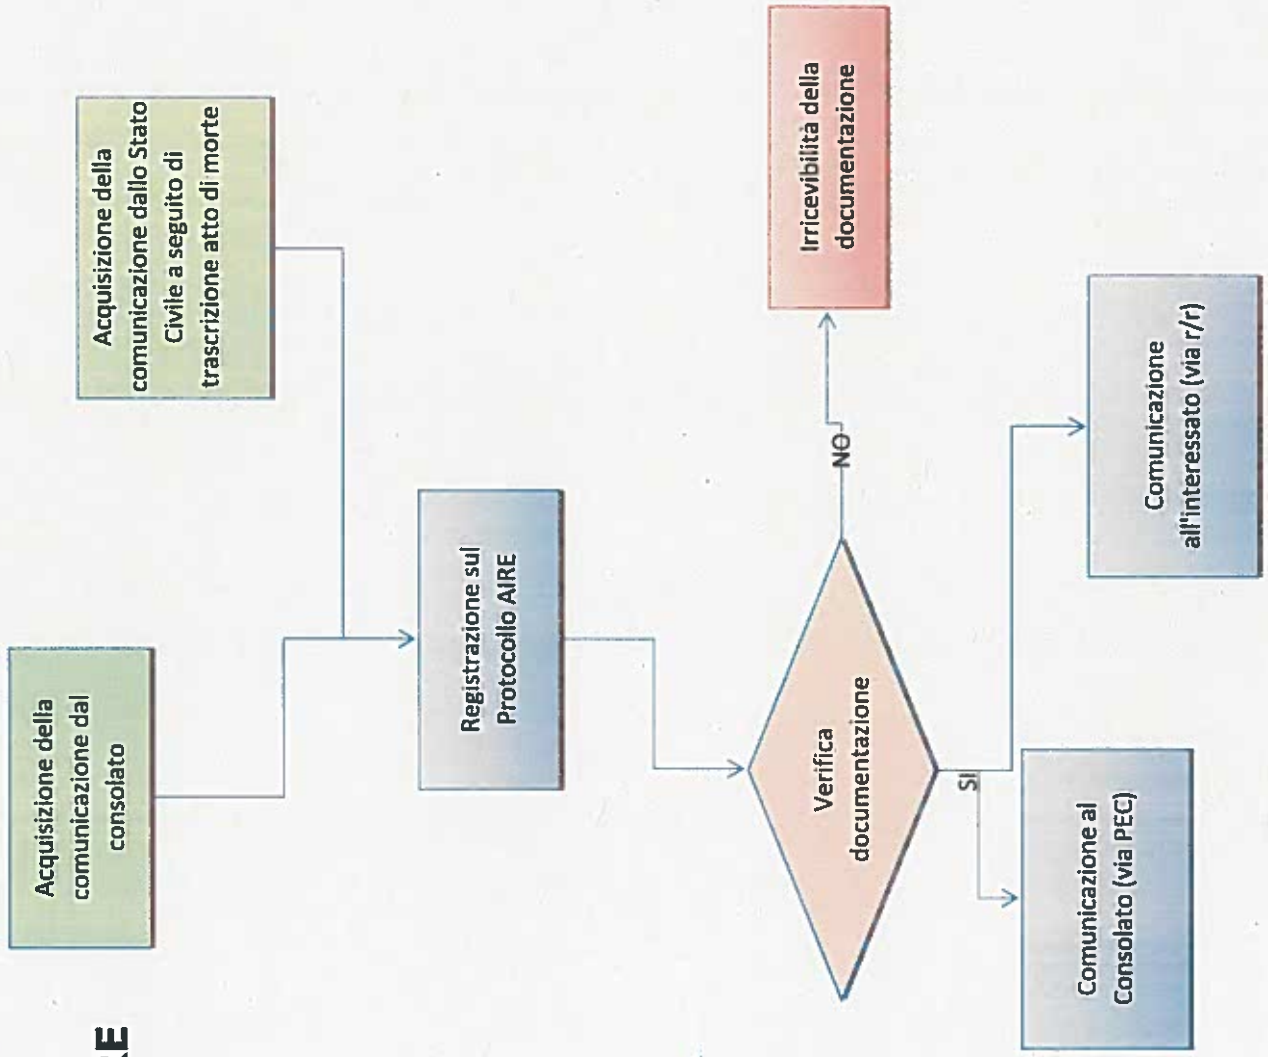 RE
Acquisizione della
comunicazione dal
consolato
Acquisizione della
comunicazione dallo Stato
Civile a seguito di
trascrizione atto di morte
Registrazione sul
Protocollo AIRE
Verifica
documentazione
NO
Irricevibilità della
documentazione
SI
Comunicazione al
Consolato (via PEC)
Comunicazione
all'interessato (via r/r)